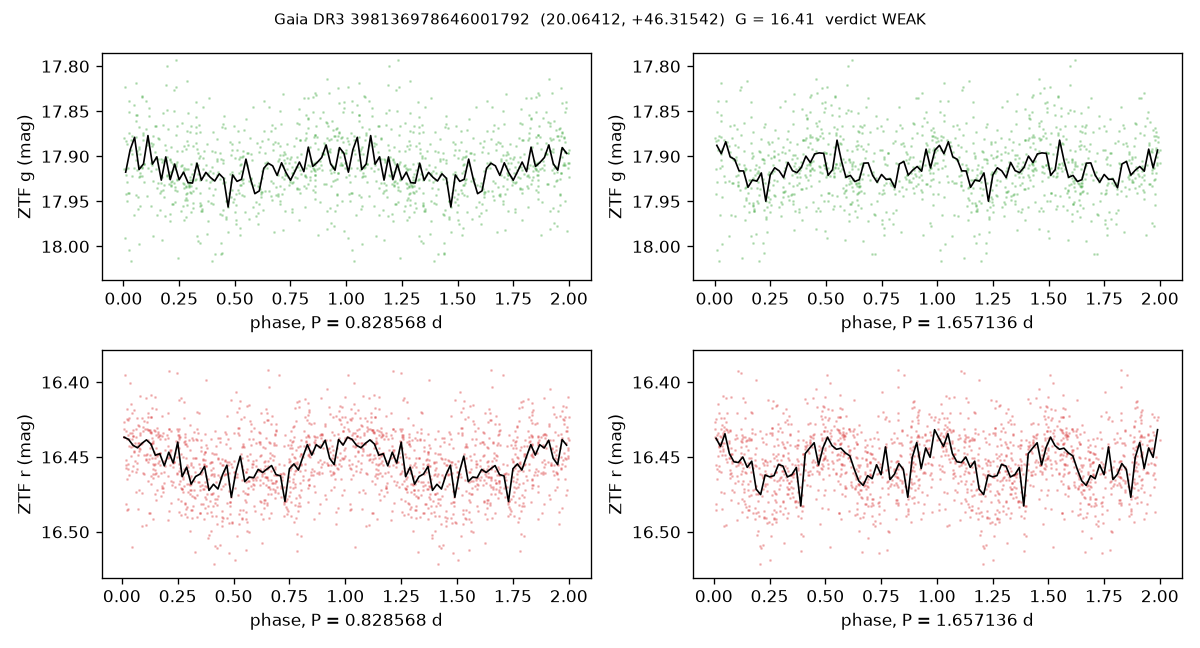 Gaia DR3 398136978646001792 (20.06412, +46.31542) G = 16.41 verdict WEAK
ZTF g (mag)
17.80
17.85
17.90
17.95
18.00
0.00 0.25 0.50 0.75 1.00 1.25 1.50 1.75 2.00
phase, P = 0.828568 d
ZTF g (mag)
17.80
17.85
17.90
17.95
18.00
0.00 0.25 0.50 0.75 1.00 1.25 1.50 1.75 2.00
phase, P = 1.657136 d
ZTF r (mag)
16.40
16.45
16.50
0.00 0.25 0.50 0.75 1.00 1.25 1.50 1.75 2.00
phase, P = 0.828568 d
ZTF r (mag)
16.40
16.45
16.50
0.00 0.25 0.50 0.75 1.00 1.25 1.50 1.75 2.00
phase, P = 1.657136 d